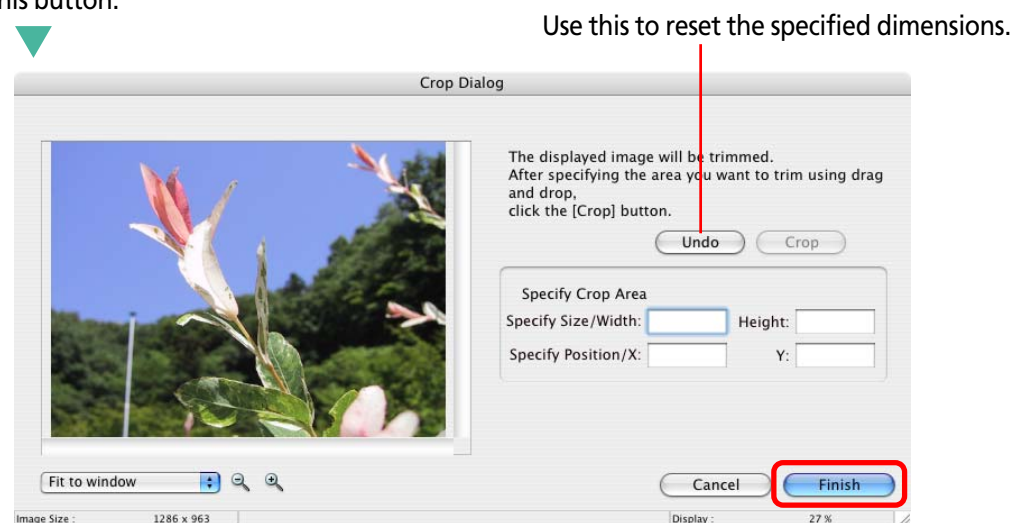 this button.
Use this to reset the specified dimensions.
Crop Dialog
The displayed image will be trimmed.
After specifying the area you want to trim using drag
and drop,
click the [Crop] button.
Undo Crop
Specify Crop Area
Specify Size/Width: Height:
Specify Position/X: Y:
Fit to window
Cancel Finish
Image Size : 1286 x 963 Display : 27 %